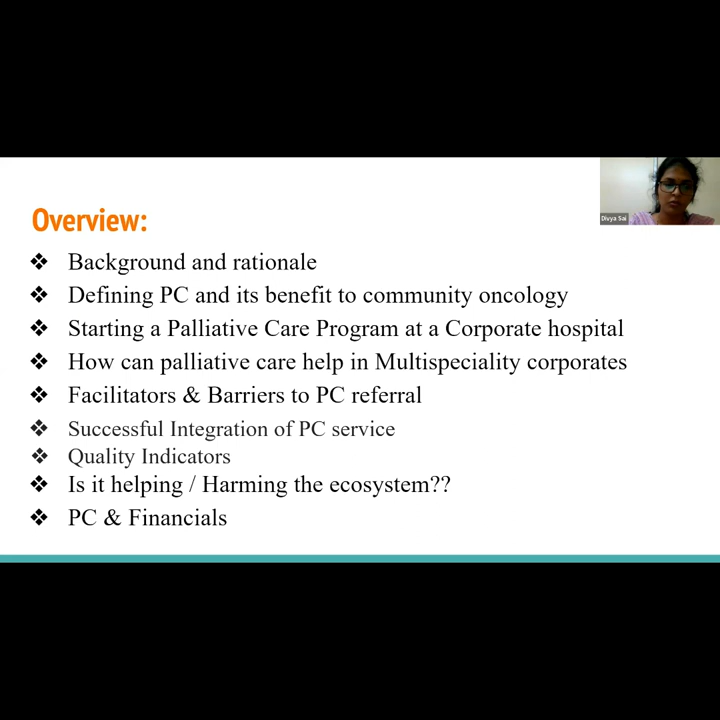 Divya Sai
Overview:
❖ Background and rationale
❖ Defining PC and its benefit to community oncology
❖ Starting a Palliative Care Program at a Corporate hospital
❖ How can palliative care help in Multispeciality corporates
❖ Facilitators & Barriers to PC referral
❖ Successful Integration of PC service
❖ Quality Indicators
❖ Is it helping / Harming the ecosystem??
❖ PC & Financials